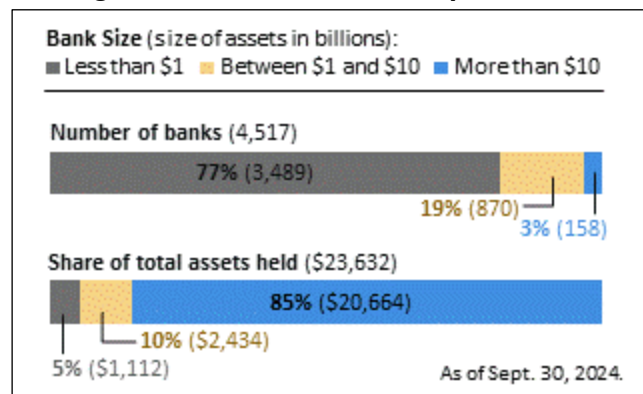 Bank Size (size of assets in billions):
Less than $1 Between $1 and $10 More than $10
Number of banks (4,517)
77% (3,489)
19% (870)
3% (158)
Share of total assets held ($23,632)
85% ($20,664)
10% ($2,434)
5% ($1,112)
As of Sept. 30, 2024.